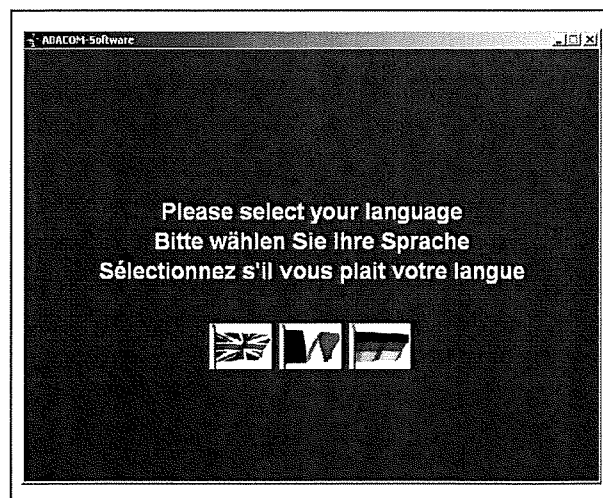 ADACOM-Software
Please select your language
Bitte wählen Sie Ihre Sprache
Sélectionnez s'il vous plait votre langue